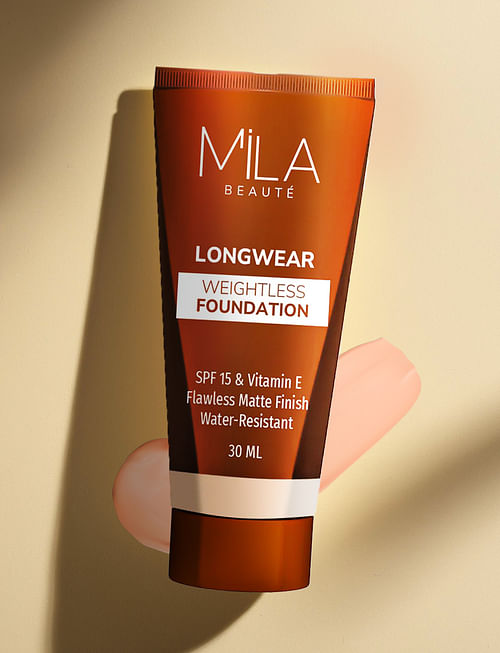 MiLA
BEAUTÉ
LONGWEAR
WEIGHTLESS
FOUNDATION
SPF 15 & Vitamin E
Flawless Matte Finish
Water-Resistant
30 ML